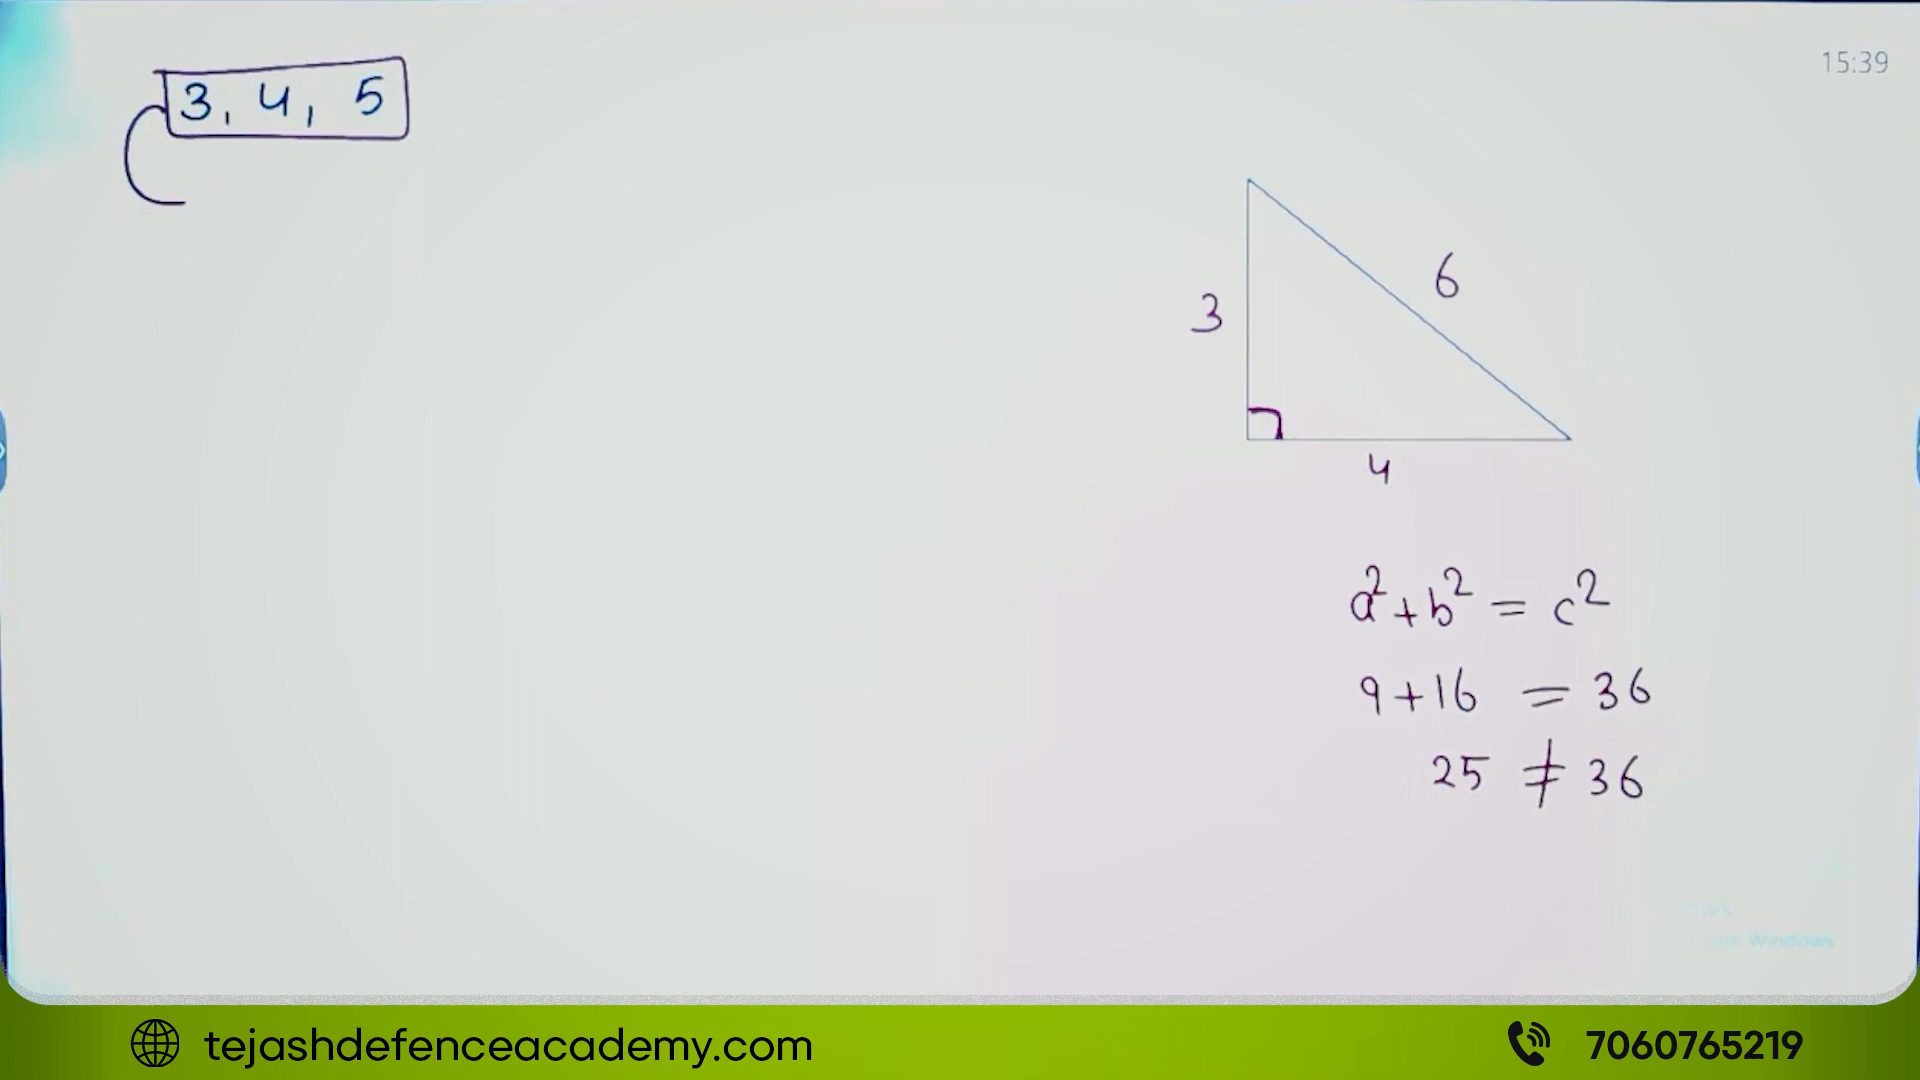 3, 4, 5
15:39
6
3
4
a² + b² = c²
9 + 16 = 36
25 ≠ 36
Windows
tejashdefenceacademy.com
7060765219